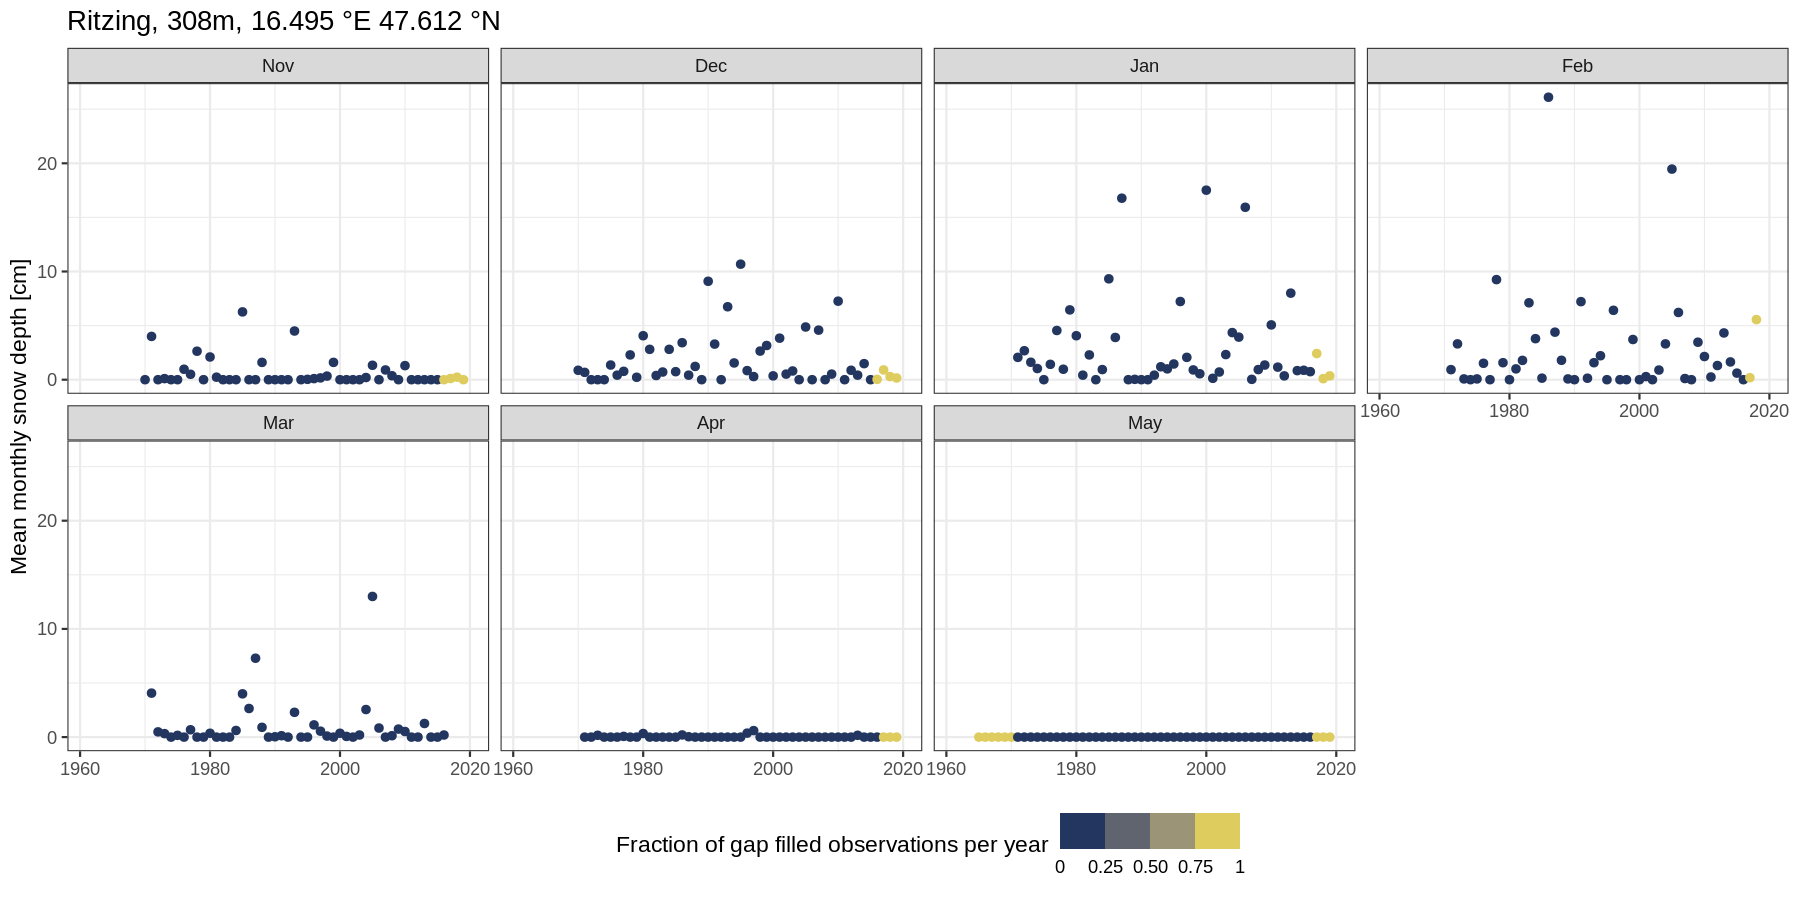 Ritzing, 308m, 16.495 °E 47.612 °N
Nov Dec Jan Feb
Mean monthly snow depth [cm]
20
10
0
1960 1980 2000 2020
Mar Apr May
20
10
0
1960 1980 2000 2020 1960 1980 2000 2020 1960 1980 2000 2020
Fraction of gap filled observations per year
0 0.25 0.50 0.75 1